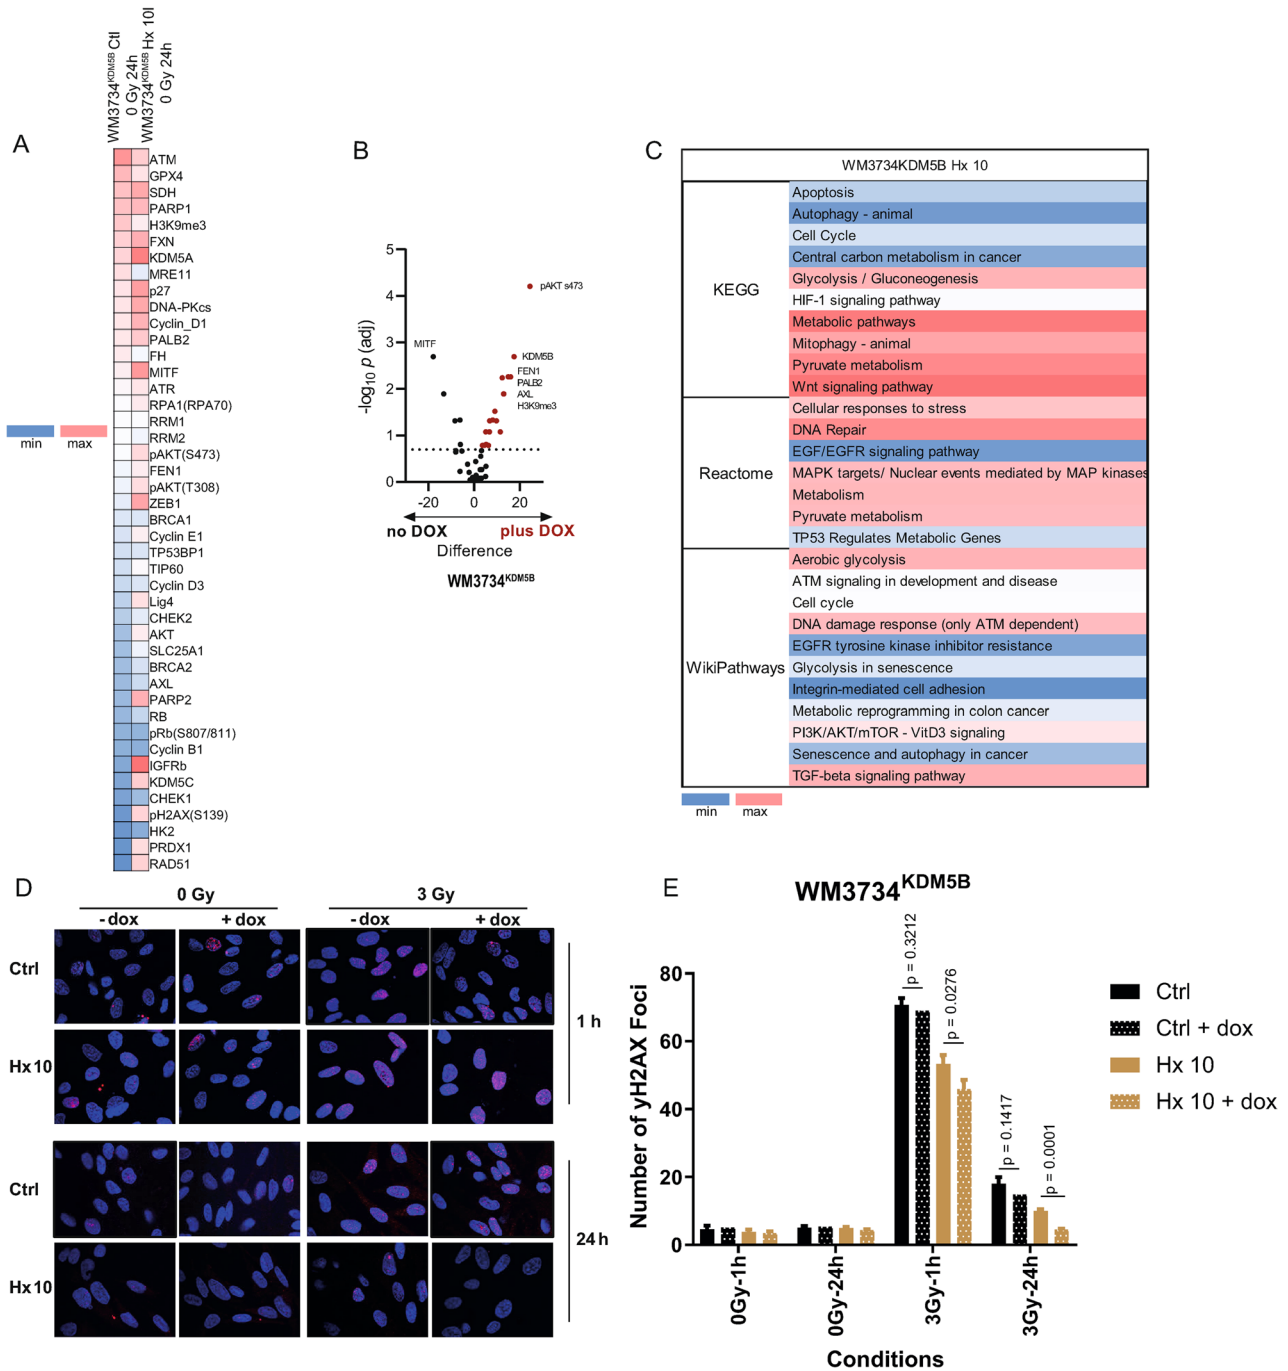 A
WM3734KDM5B Ctl
0 Gy 24h
WM3734KDM5B Hx 10l
0 Gy 24h
ATM
GPX4
SDH
PARP1
H3K9me3
FXN
KDM5A
MRE11
p27
DNA-PKcs
Cyclin_D1
PALB2
FH
MITF
ATR
RPA1(RPA70)
RRM1
RRM2
pAKT(S473)
FEN1
pAKT(T308)
ZEB1
BRCA1
Cyclin E1
TP53BP1
TIP60
Cyclin D3
Lig4
CHEK2
AKT
SLC25A1
BRCA2
AXL
PARP2
RB
pRb(S807/811)
Cyclin B1
IGFRb
KDM5C
CHEK1
pH2AX(S139)
HK2
PRDX1
RAD51
min
max
B
-log10 p (adj)
5
4
3
2
1
0
-20
0
20
pAKT s473
MITF
KDM5B
FEN1
PALB2
AXL
H3K9me3
no DOX
plus DOX
Difference
WM3734KDM5B
C
WM3734KDM5B Hx 10
KEGG
Apoptosis
Autophagy - animal
Cell Cycle
Central carbon metabolism in cancer
Glycolysis / Gluconeogenesis
HIF-1 signaling pathway
Metabolic pathways
Mitophagy - animal
Pyruvate metabolism
Wnt signaling pathway
Reactome
Cellular responses to stress
DNA Repair
EGF/EGFR signaling pathway
MAPK targets/ Nuclear events mediated by MAP kinases
Metabolism
Pyruvate metabolism
TP53 Regulates Metabolic Genes
WikiPathways
Aerobic glycolysis
ATM signaling in development and disease
Cell cycle
DNA damage response (only ATM dependent)
EGFR tyrosine kinase inhibitor resistance
Glycolysis in senescence
Integrin-mediated cell adhesion
Metabolic reprogramming in colon cancer
PI3K/AKT/mTOR - VitD3 signaling
Senescence and autophagy in cancer
TGF-beta signaling pathway
min
max
D
0 Gy
3 Gy
- dox
+ dox
- dox
+ dox
Ctrl
Hx 10
1 h
Ctrl
Hx 10
24 h
E
WM3734KDM5B
Number of yH2AX Foci
80
60
40
20
0
p = 0.3212
p = 0.0276
p = 0.1417
p = 0.0001
0Gy-1h
0Gy-24h
3Gy-1h
3Gy-24h
Conditions
Ctrl
Ctrl + dox
Hx 10
Hx 10 + dox